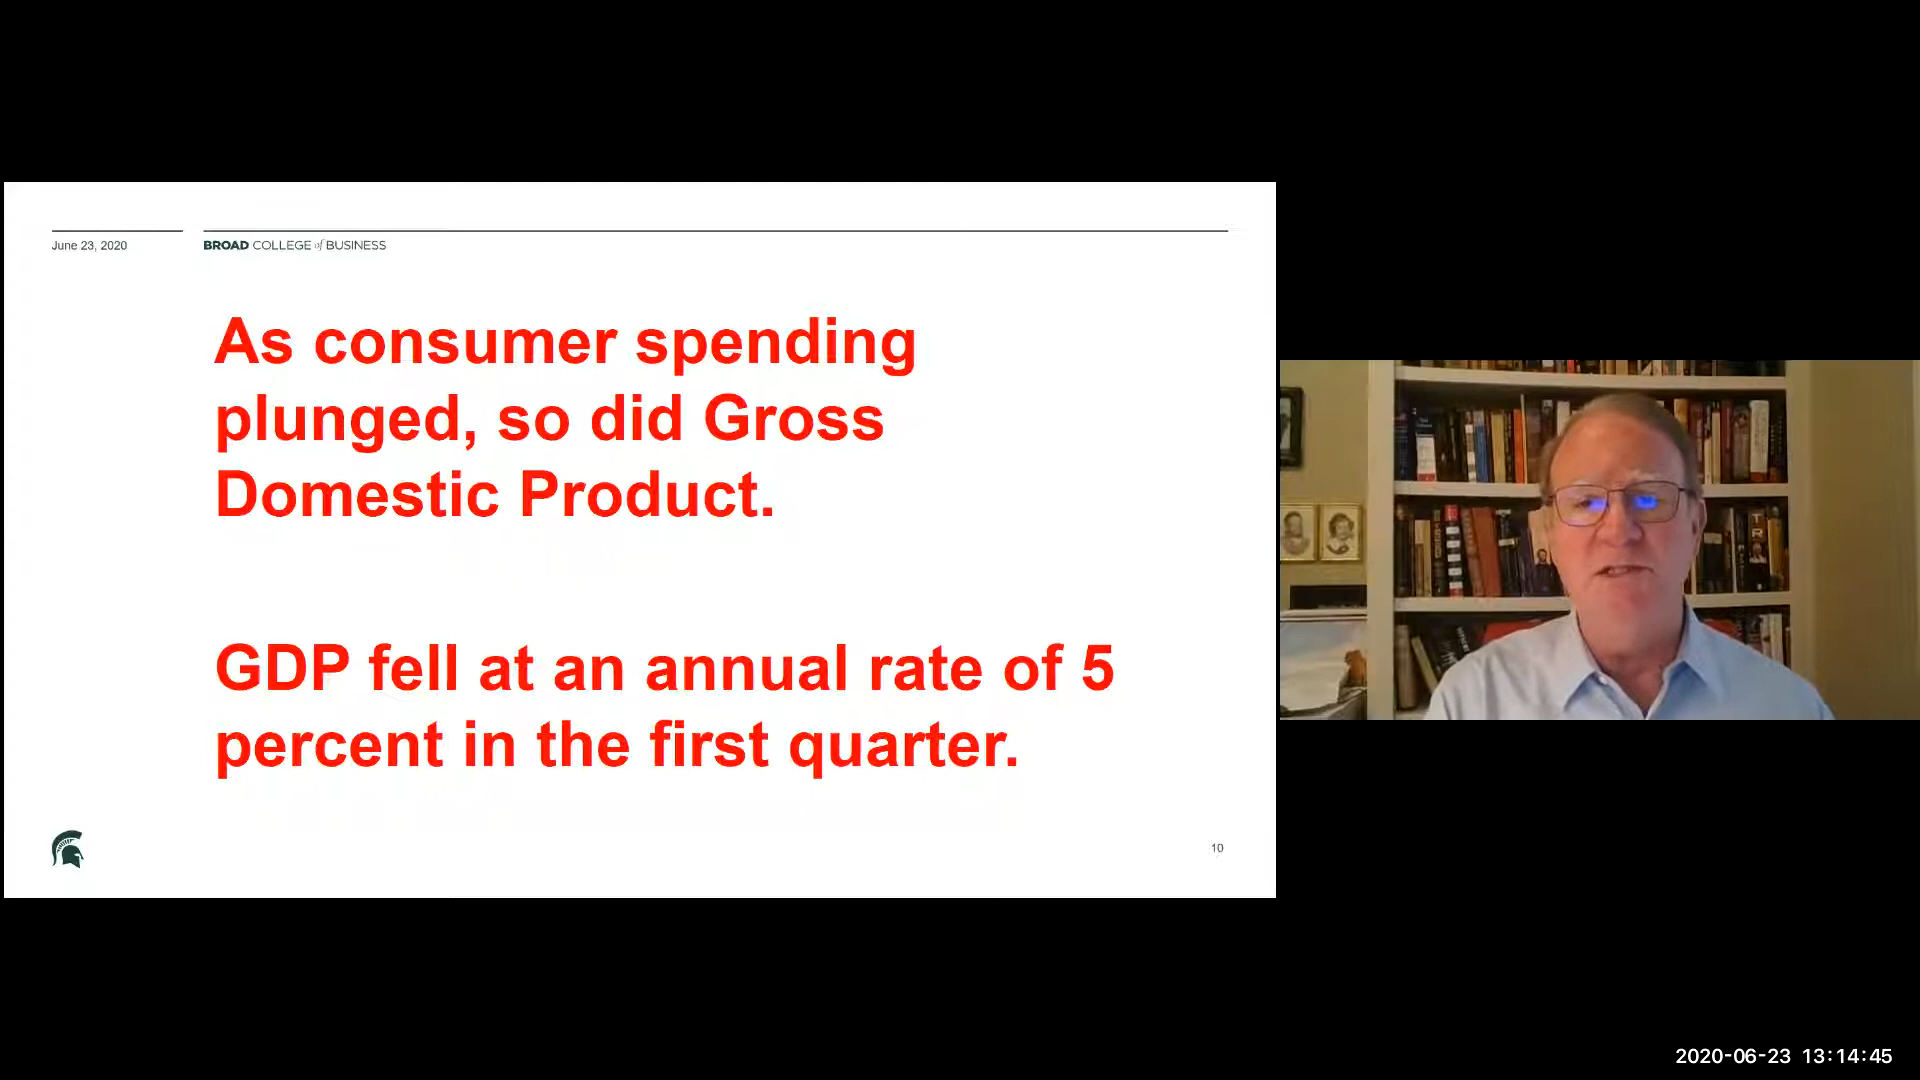 June 23, 2020
BROAD COLLEGE of BUSINESS
As consumer spending
plunged, so did Gross
Domestic Product.
GDP fell at an annual rate of 5
percent in the first quarter.
10
2020-06-23 13:14:45